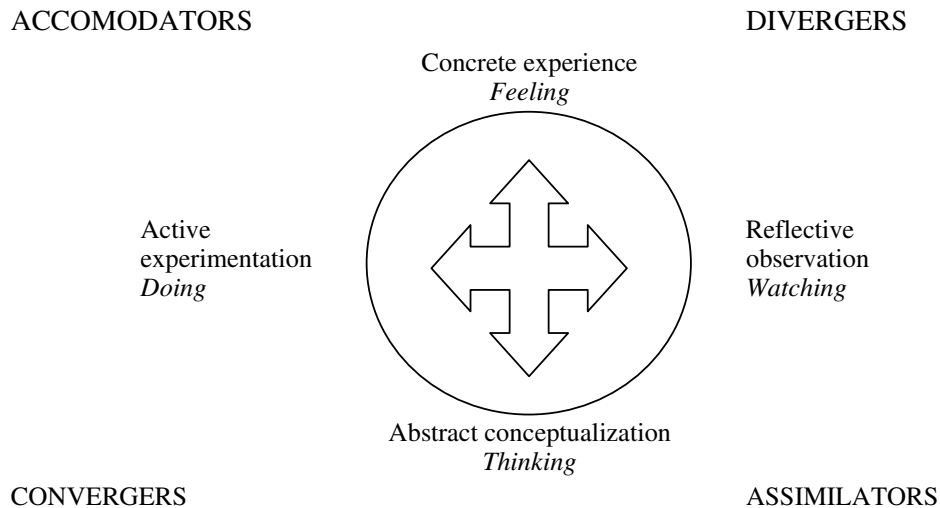 ACCOMODATORS
DIVERGERS
Concrete experience
Feeling
Active
experimentation
Doing
Reflective
observation
Watching
Abstract conceptualization
Thinking
CONVERGERS
ASSIMILATORS